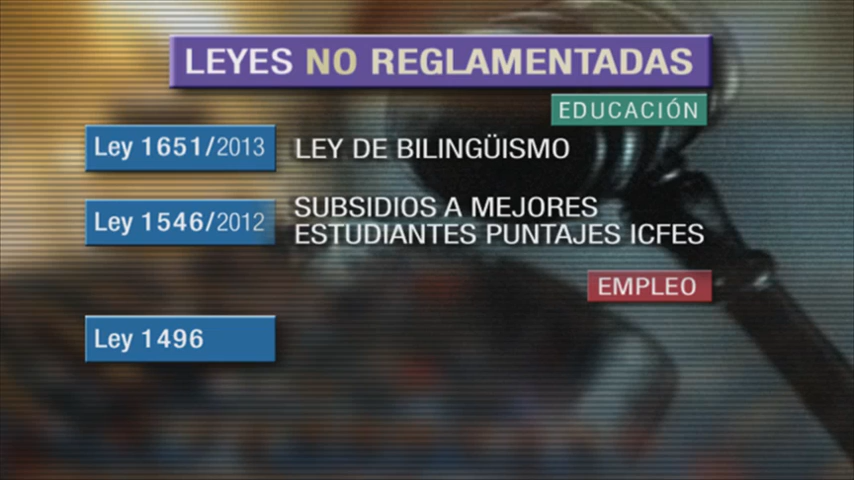 LEYES NO REGLAMENTADAS
EDUCACIÓN
Ley 1651/2013 LEY DE BILINGÜISMO
Ley 1546/2012 SUBSIDIOS A MEJORES
ESTUDIANTES PUNTAJES ICFES
EMPLEO
Ley 1496